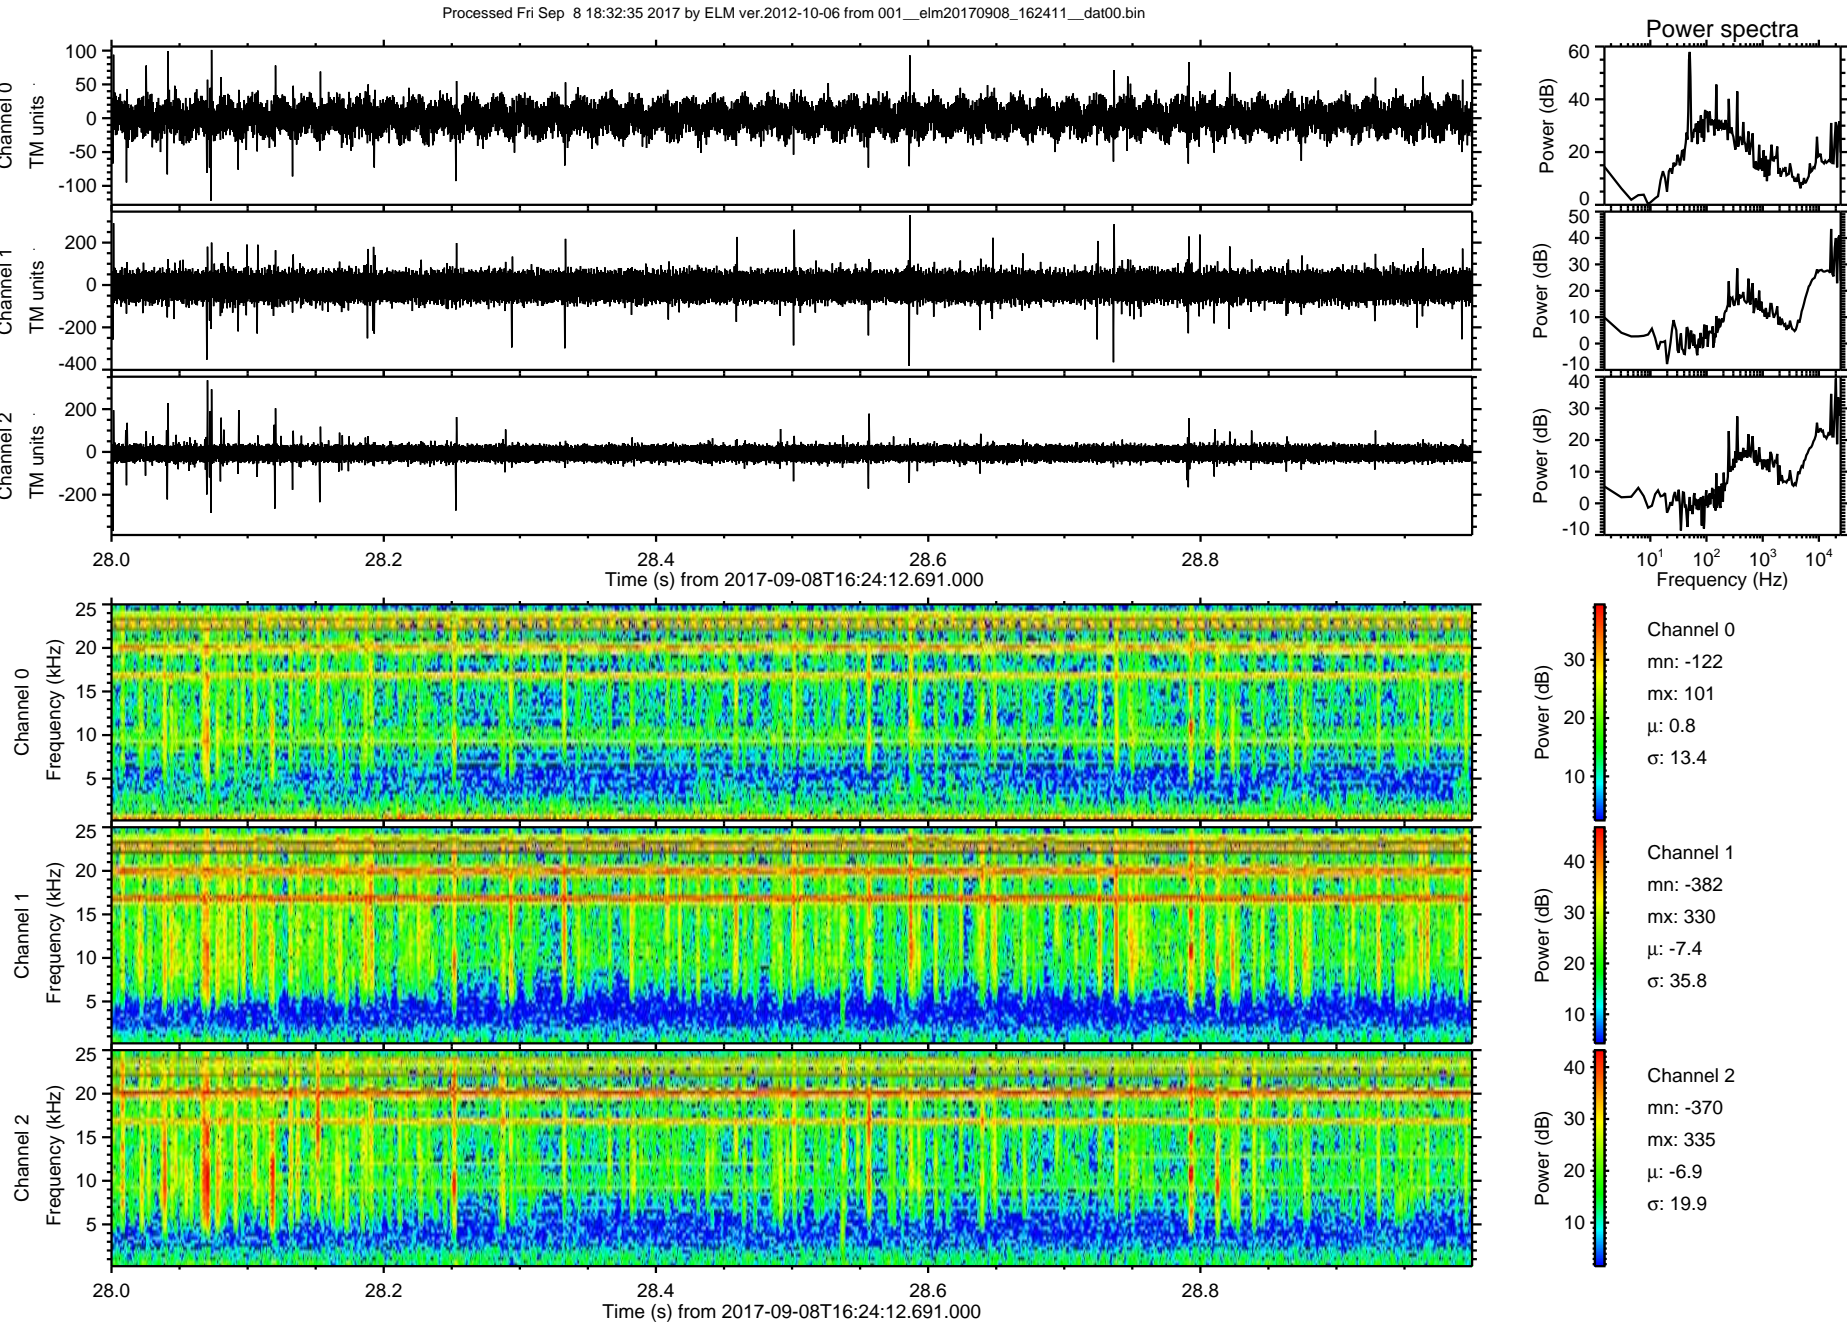 Processed Fri Sep 8 18:32:35 2017 by ELM ver.2012-10-06 from 001__elm20170908_162411__dat00.bin
Power spectra
Channel 0
TM units
100
50
0
-50
-100
Power (dB)
60
40
20
0
Channel 1
TM units
200
0
-200
-400
Power (dB)
50
40
30
20
10
0
-10
Channel 2
TM units
200
0
-200
Power (dB)
40
30
20
10
0
-10
28.0 28.2 28.4 28.6 28.8
Time (s) from 2017-09-08T16:24:12.691.000
10¹ 10² 10³ 10⁴
Frequency (Hz)
Channel 0
Frequency (kHz)
25
20
15
10
5
Power (dB)
30
20
10
Channel 0
mn: -122
mx: 101
μ: 0.8
σ: 13.4
Channel 1
Frequency (kHz)
25
20
15
10
5
Power (dB)
40
30
20
10
Channel 1
mn: -382
mx: 330
μ: -7.4
σ: 35.8
Channel 2
Frequency (kHz)
25
20
15
10
5
Power (dB)
40
30
20
10
Channel 2
mn: -370
mx: 335
μ: -6.9
σ: 19.9
28.0 28.2 28.4 28.6 28.8
Time (s) from 2017-09-08T16:24:12.691.000